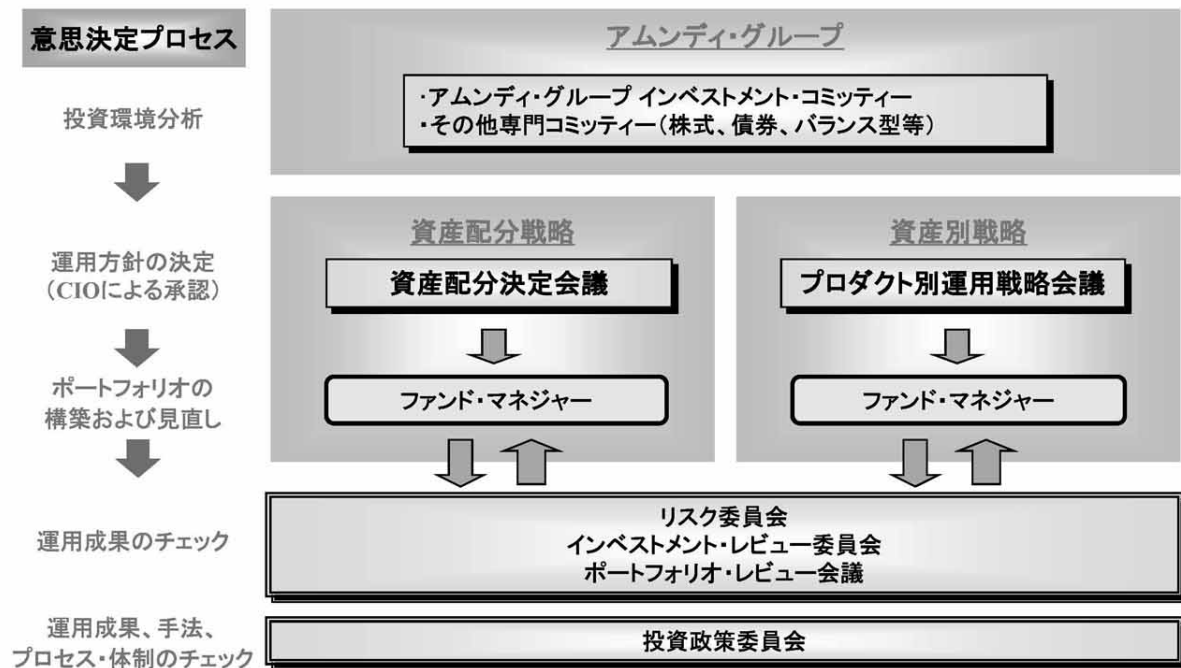 意思決定プロセス
アムンディ・グループ
・アムンディ・グループ インベストメント・コミッティー
・その他専門コミッティー(株式、債券、バランス型等)
投資環境分析
資産配分戦略
資産配分決定会議
ファンド・マネジャー
資産別戦略
プロダクト別運用戦略会議
ファンド・マネジャー
運用方針の決定
(CIOによる承認)
ポートフォリオの
構築および見直し
運用成果のチェック
リスク委員会
インベストメント・レビュー委員会
ポートフォリオ・レビュー会議
運用成果、手法、
プロセス・体制のチェック
投資政策委員会